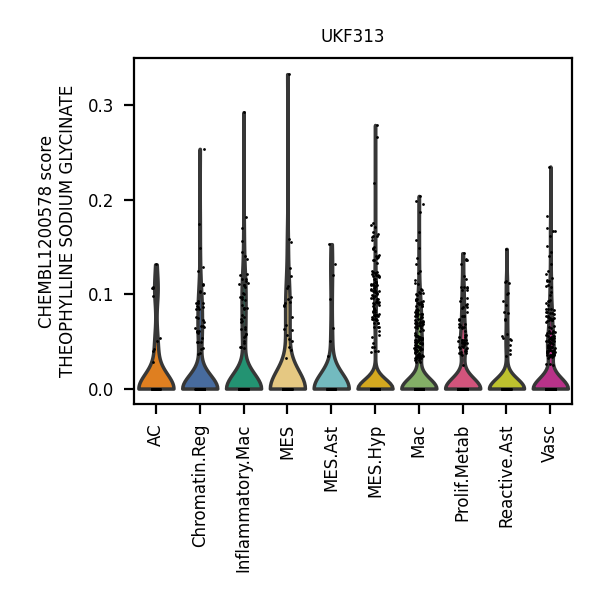 UKF313
CHEMBL1200578 score
THEOPHYLLINE SODIUM GLYCINATE
0.3
0.2
0.1
0.0
AC
Chromatin.Reg
Inflammatory.Mac
MES
MES.Ast
MES.Hyp
Mac
Prolif.Metab
Reactive.Ast
Vasc